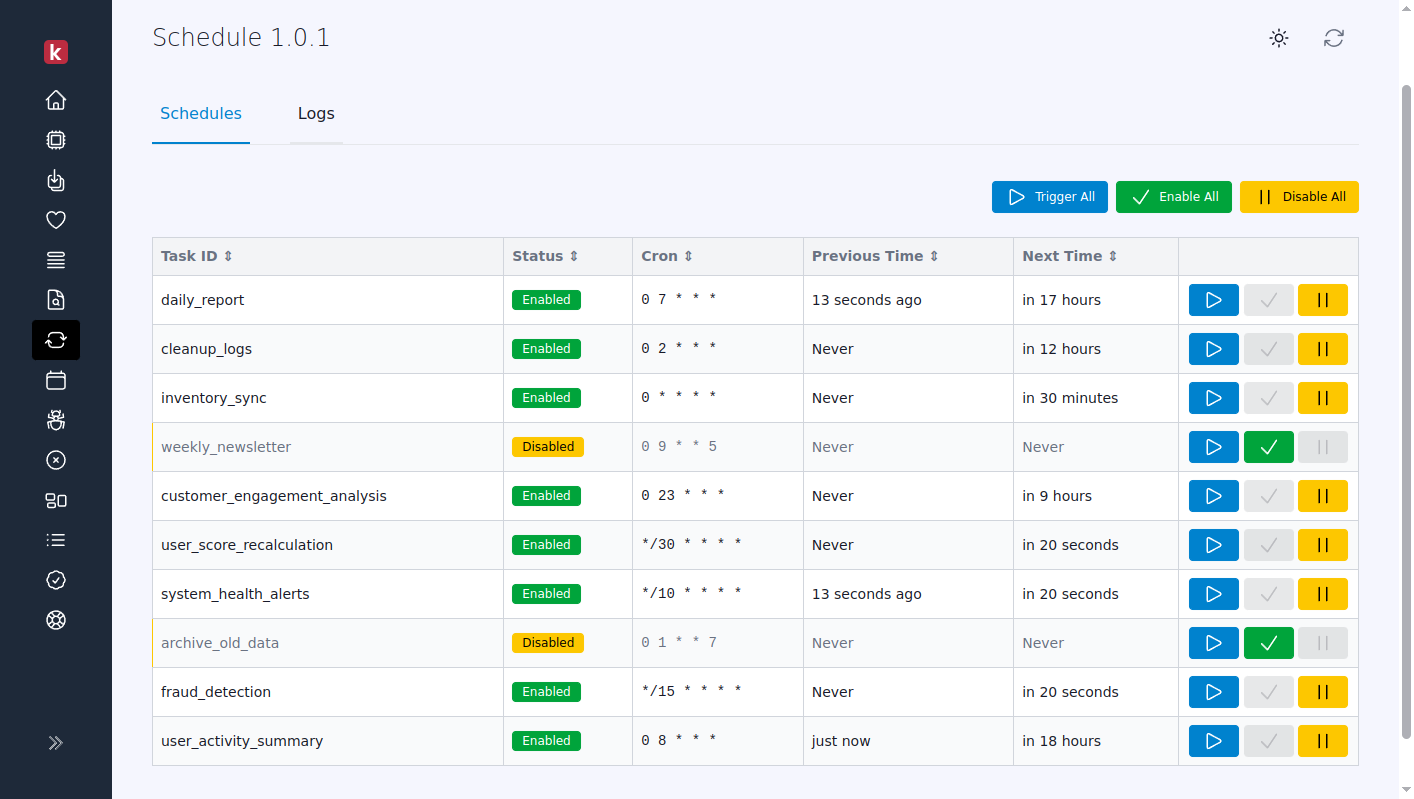 k
Schedule 1.0.1
Schedules Logs
Trigger All Enable All Disable All
Task ID Status Cron Previous Time Next Time
daily_report Enabled 0 7 * * * 13 seconds ago in 17 hours
cleanup_logs Enabled 0 2 * * * Never in 12 hours
inventory_sync Enabled 0 * * * * Never in 30 minutes
weekly_newsletter Disabled 0 9 * * 5 Never Never
customer_engagement_analysis Enabled 0 23 * * * Never in 9 hours
user_score_recalculation Enabled */30 * * * * Never in 20 seconds
system_health_alerts Enabled */10 * * * * 13 seconds ago in 20 seconds
archive_old_data Disabled 0 1 * * 7 Never Never
fraud_detection Enabled */15 * * * * Never in 20 seconds
user_activity_summary Enabled 0 8 * * * just now in 18 hours